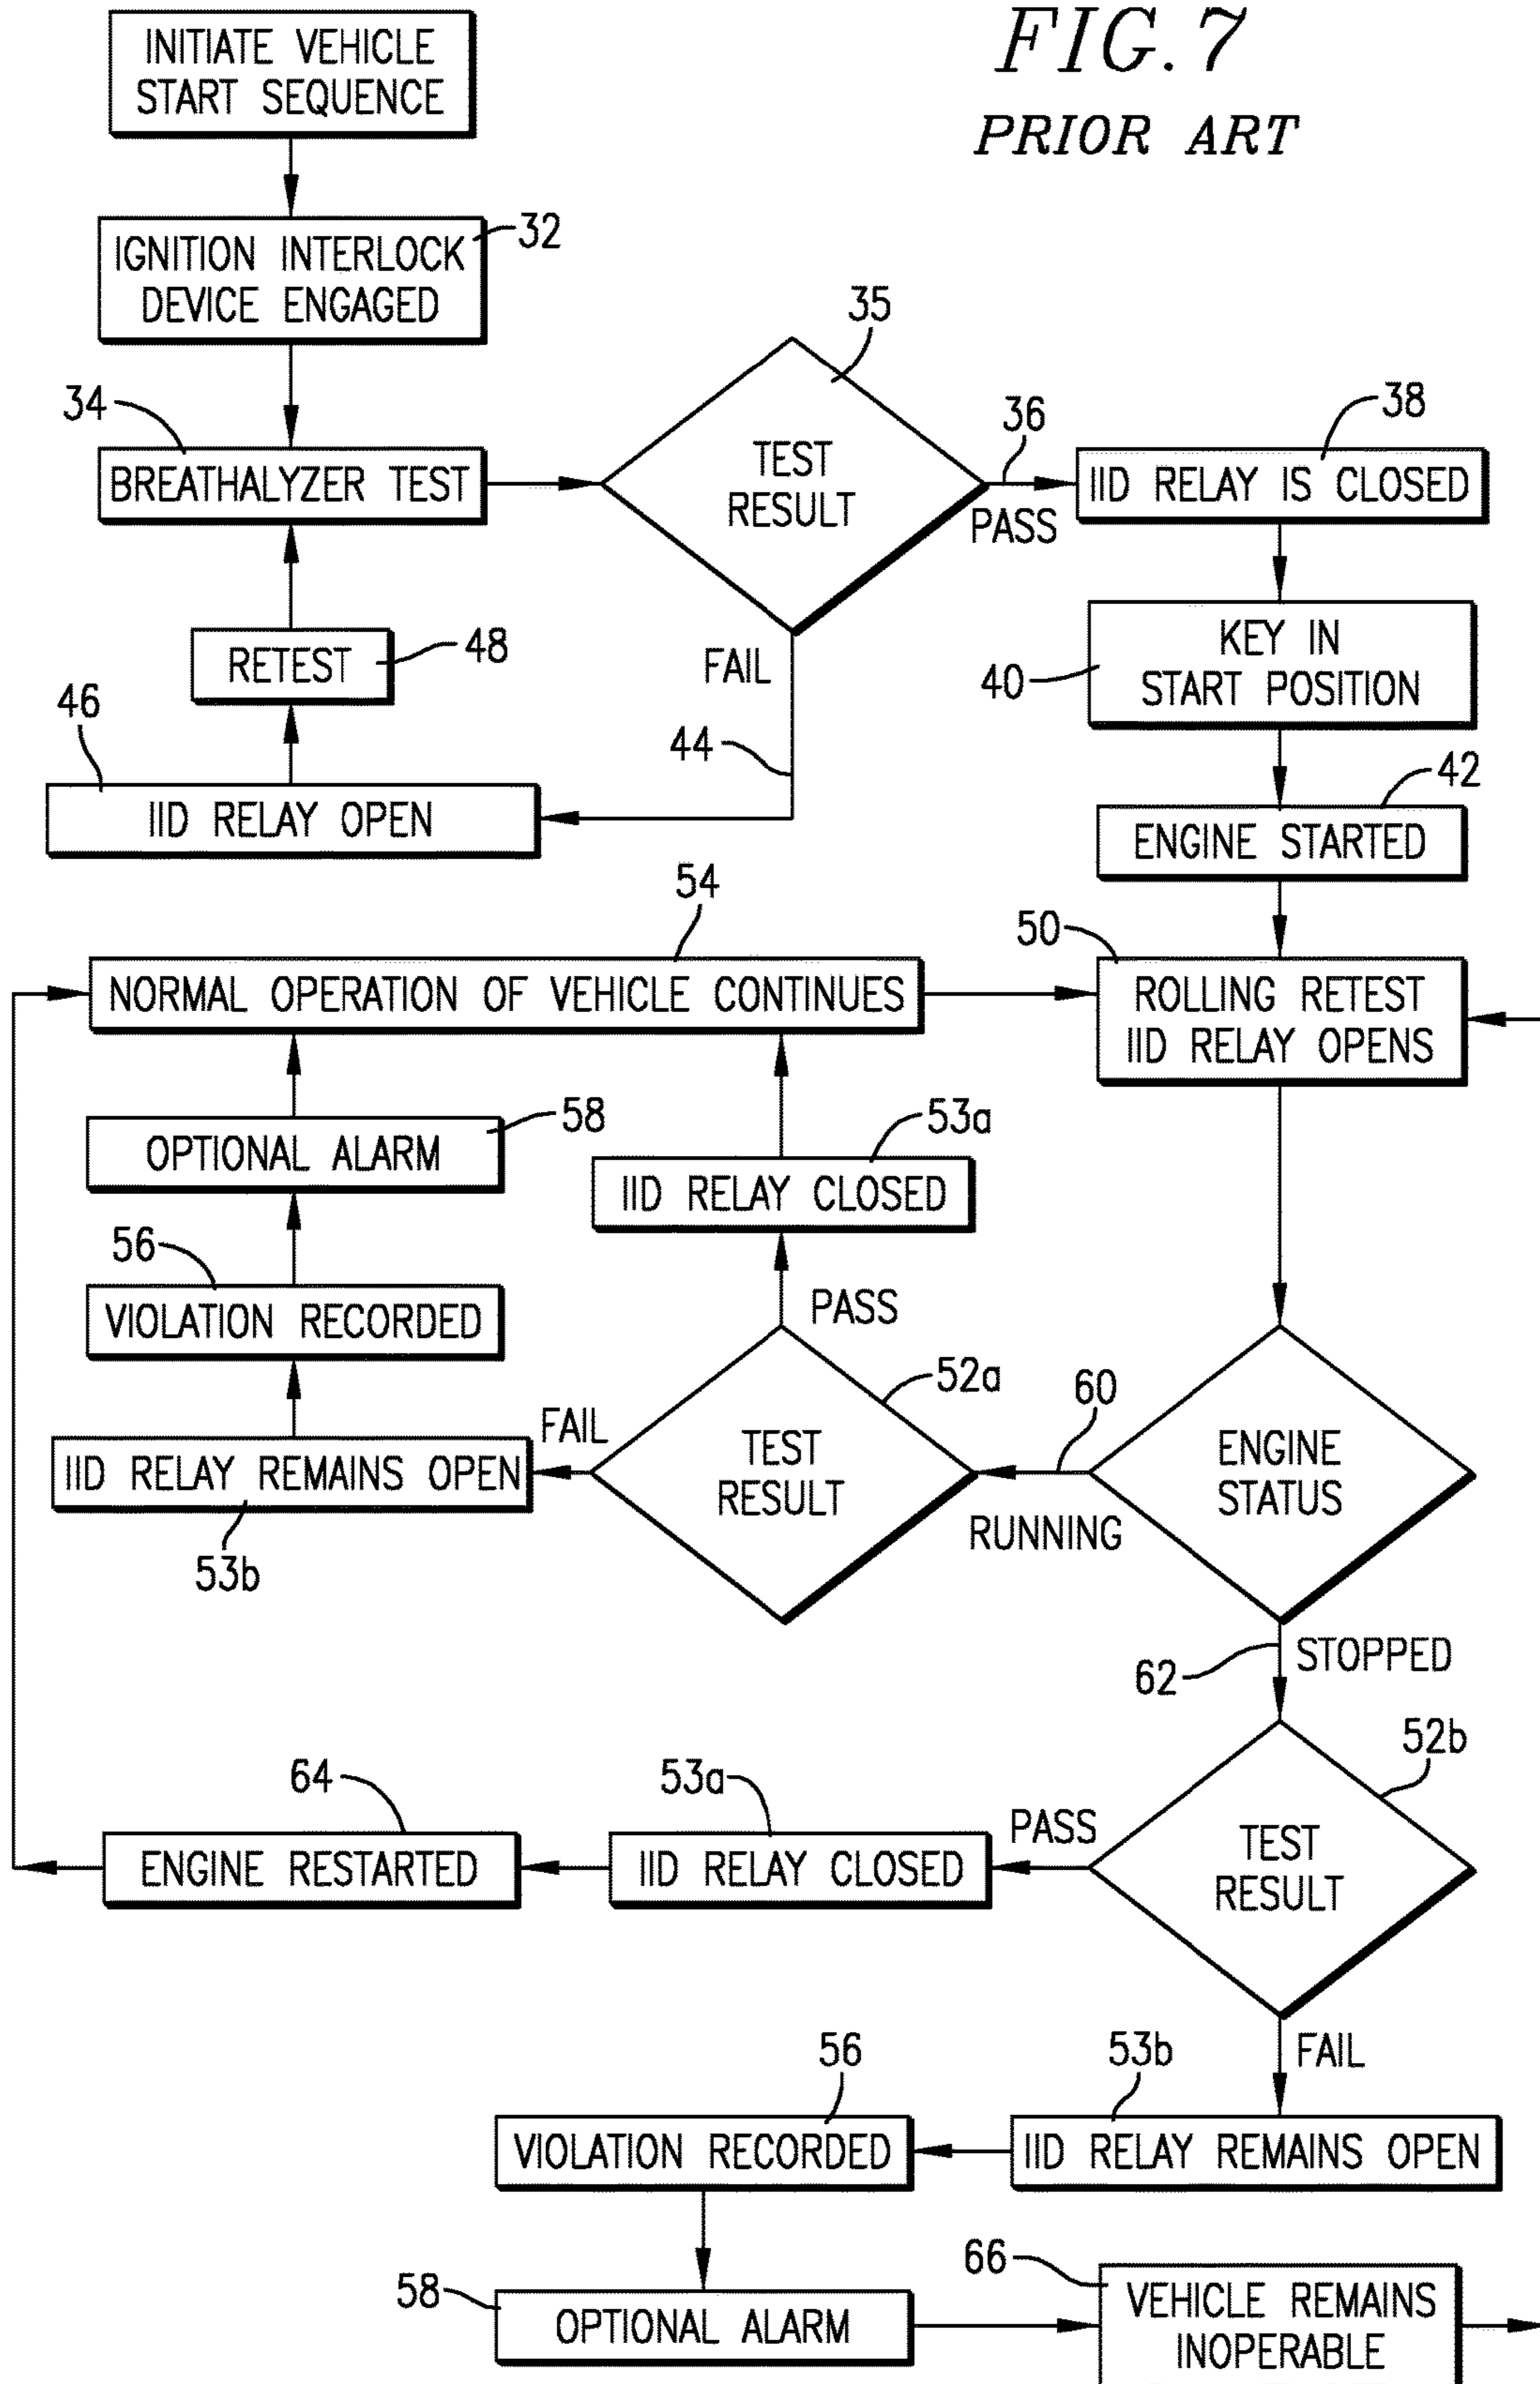 FIG. 7
PRIOR ART
INITIATE VEHICLE
START SEQUENCE
IGNITION INTERLOCK
DEVICE ENGAGED
32
34
BREATHALYZER TEST
35
TEST
RESULT
36
PASS
38
IID RELAY IS CLOSED
RETEST
48
FAIL
44
40
KEY IN
START POSITION
46
IID RELAY OPEN
42
ENGINE STARTED
54
NORMAL OPERATION OF VEHICLE CONTINUES
50
ROLLING RETEST
IID RELAY OPENS
OPTIONAL ALARM
58
53a
IID RELAY CLOSED
56
VIOLATION RECORDED
PASS
52a
60
FAIL
IID RELAY REMAINS OPEN
53b
TEST
RESULT
RUNNING
ENGINE
STATUS
62
STOPPED
52b
64
ENGINE RESTARTED
53a
IID RELAY CLOSED
PASS
TEST
RESULT
FAIL
56
VIOLATION RECORDED
53b
IID RELAY REMAINS OPEN
58
OPTIONAL ALARM
66
VEHICLE REMAINS
INOPERABLE